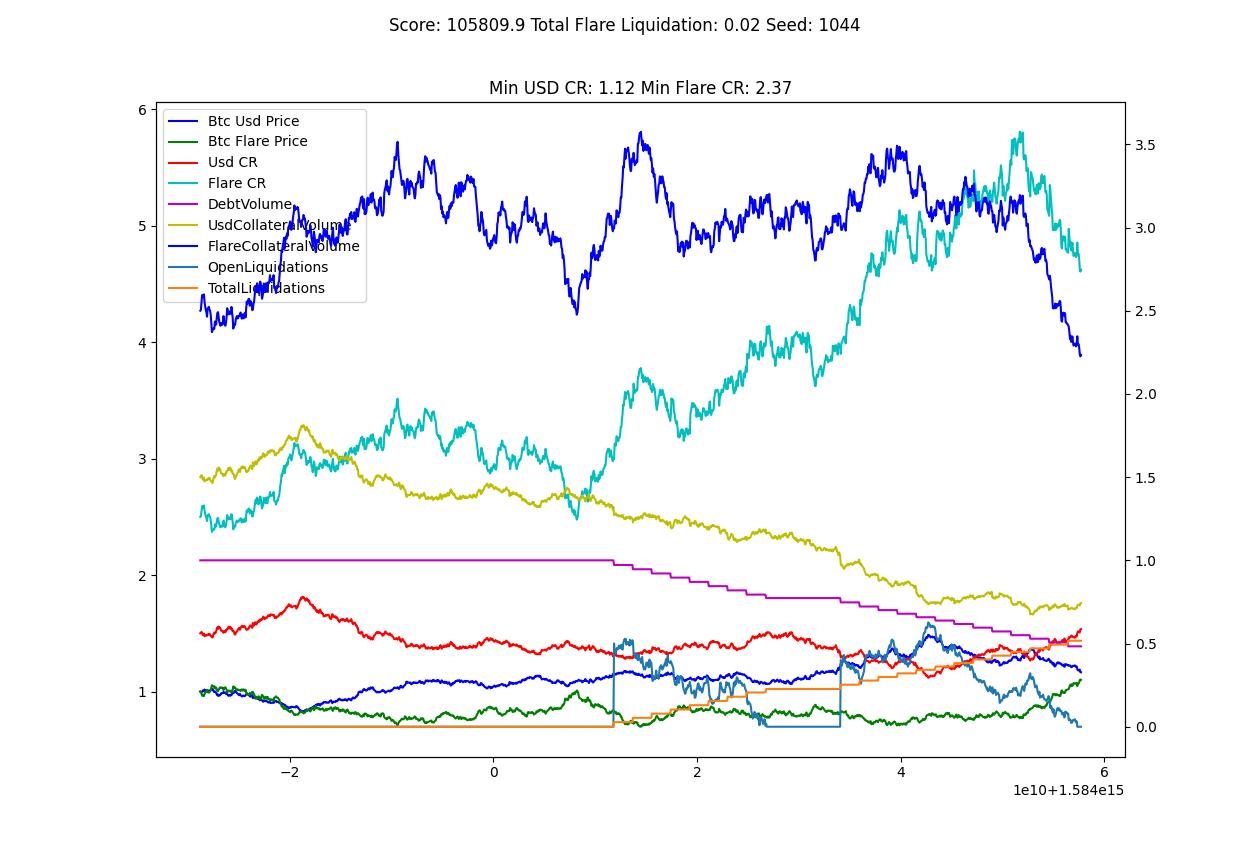 Score: 105809.9 Total Flare Liquidation: 0.02 Seed: 1044
Min USD CR: 1.12 Min Flare CR: 2.37
Btc Usd Price
Btc Flare Price
Usd CR
Flare CR
DebtVolume
UsdCollateralVolume
FlareCollateralVolume
OpenLiquidations
TotalLiquidations
6
5
4
3
2
1
3.5
3.0
2.5
2.0
1.5
1.0
0.5
0.0
−2
0
2
4
6
1e10+1.584e15